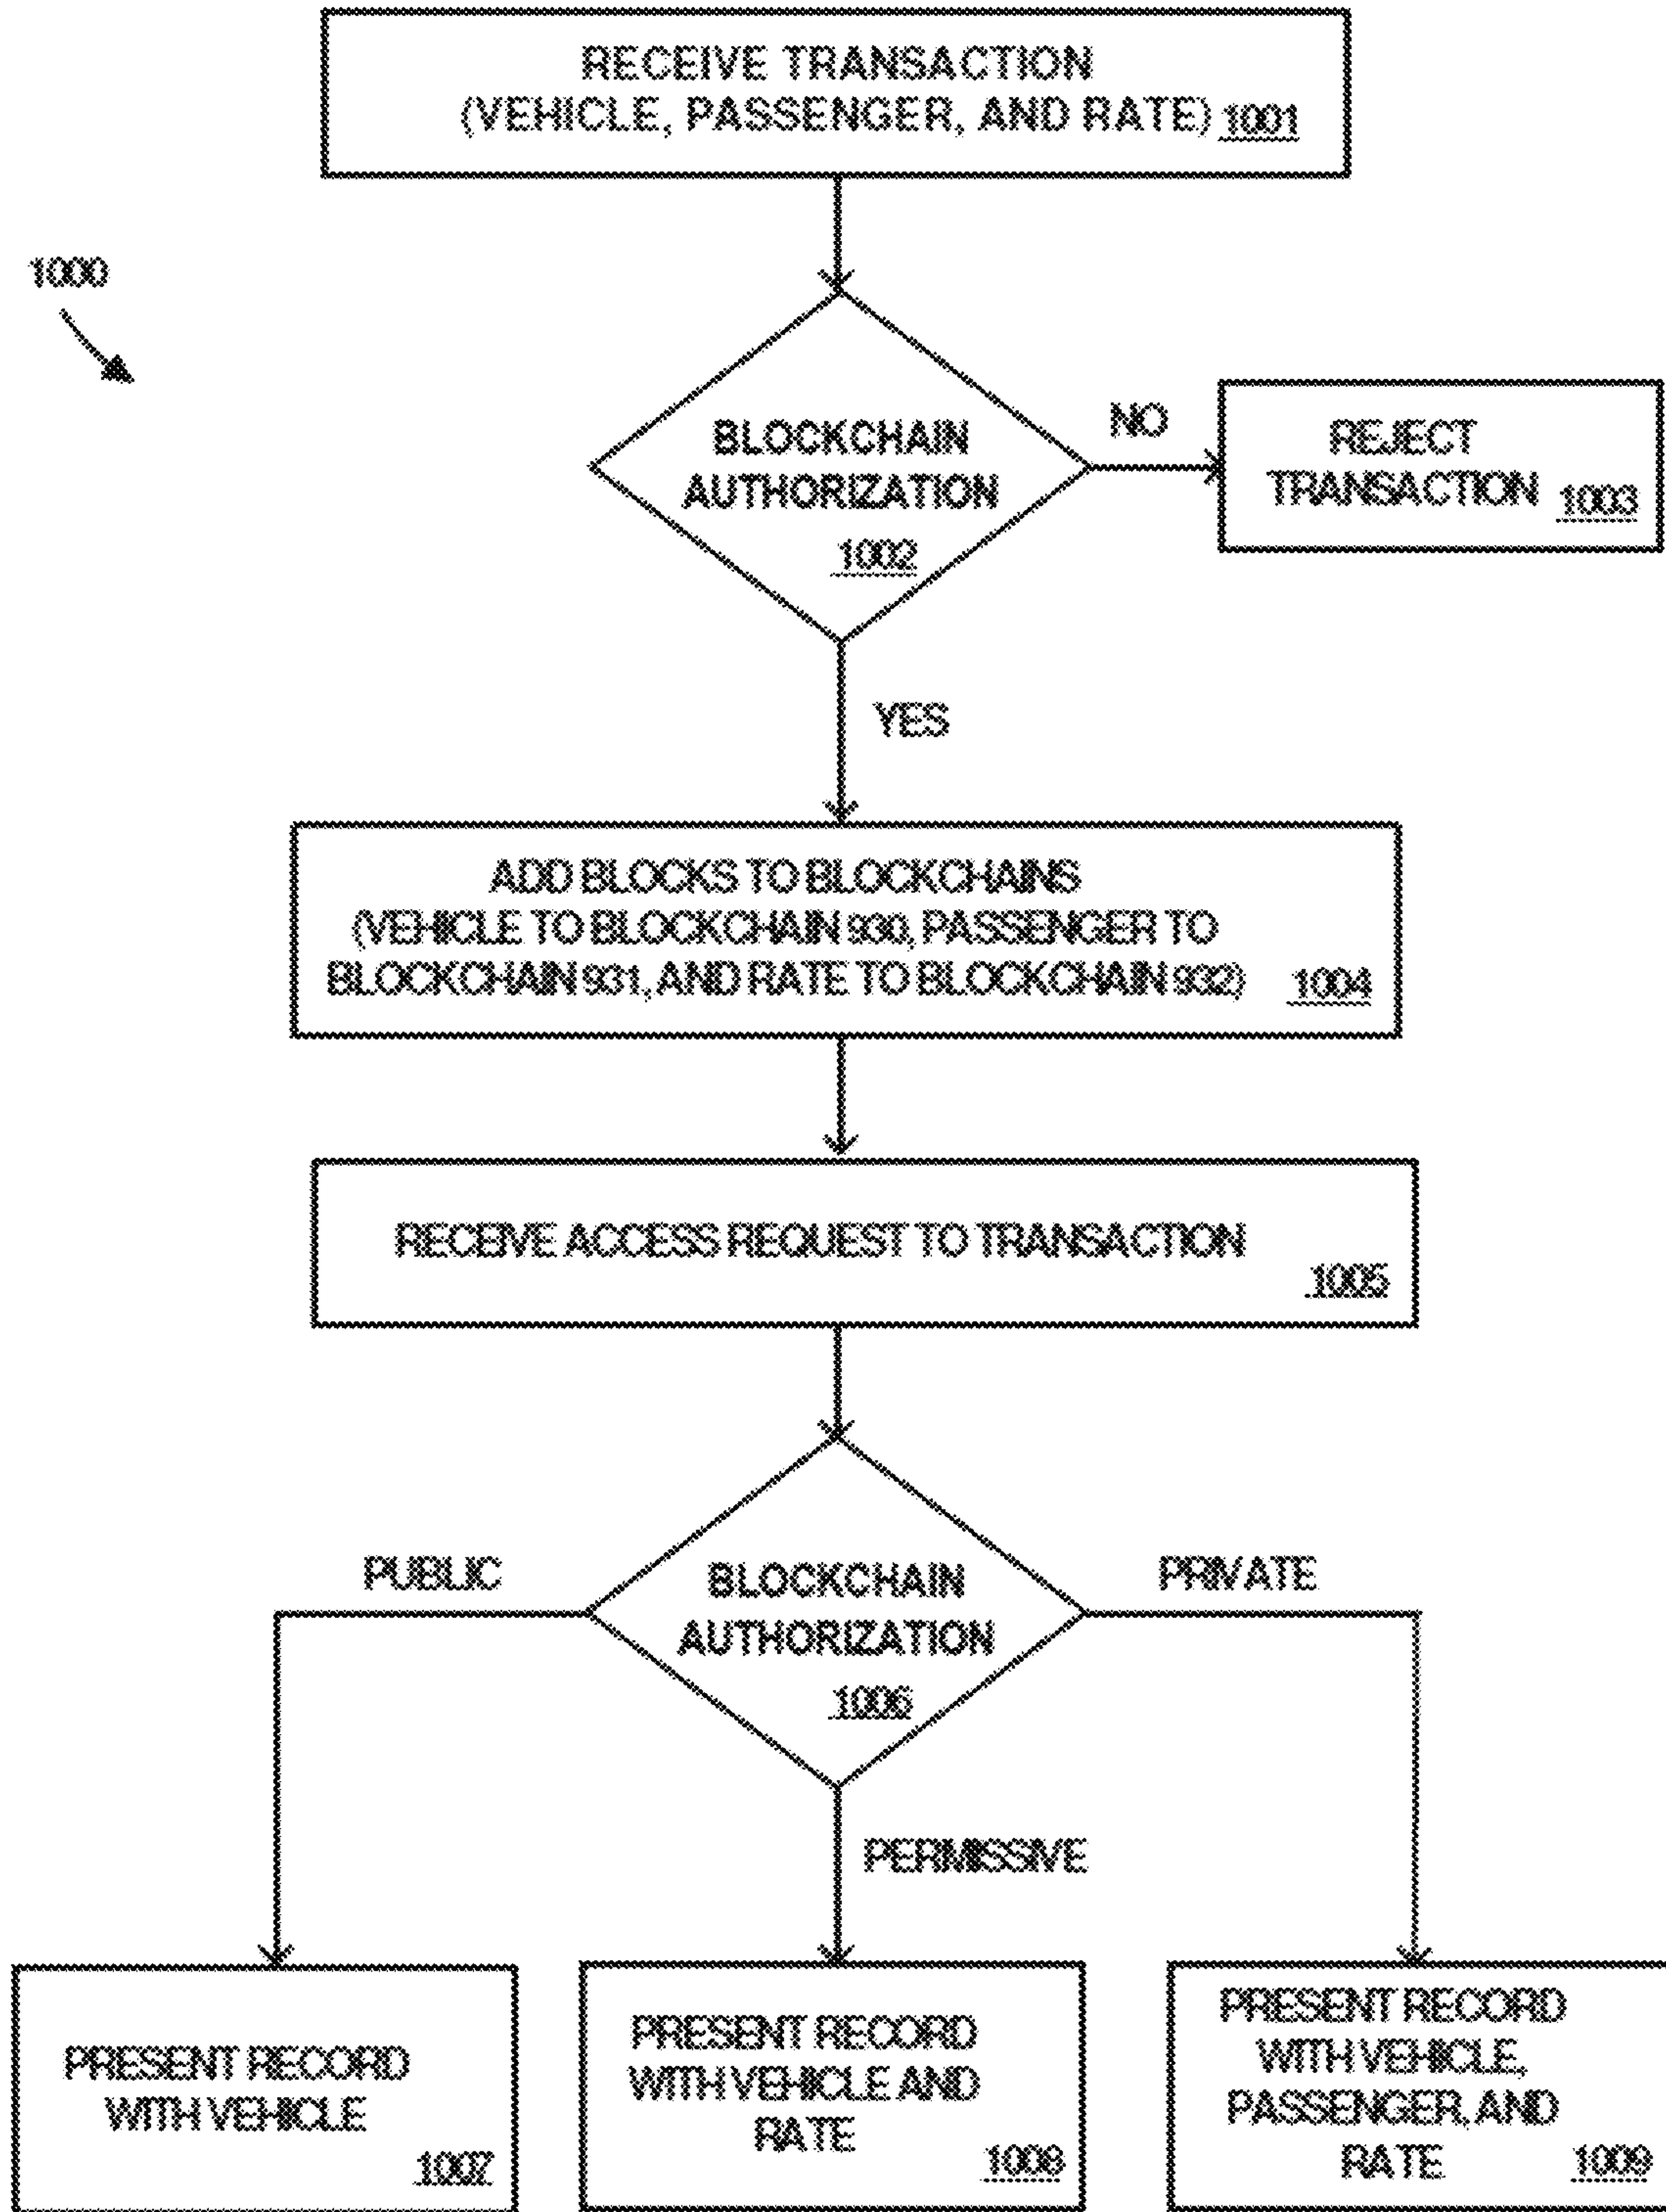 RECEIVE TRANSACTION
(VEHICLE, PASSENGER, AND RATE) 1001
1000
BLOCKCHAIN
AUTHORIZATION
1002
NO
REJECT
TRANSACTION 1003
YES
ADD BLOCKS TO BLOCKCHAINS
(VEHICLE TO BLOCKCHAIN 930, PASSENGER TO
BLOCKCHAIN 931, AND RATE TO BLOCKCHAIN 932) 1004
RECEIVE ACCESS REQUEST TO TRANSACTION
1005
PUBLIC
BLOCKCHAIN
AUTHORIZATION
1006
PRIVATE
PERMISSIVE
PRESENT RECORD
WITH VEHICLE
1007
PRESENT RECORD
WITH VEHICLE AND
RATE
1008
PRESENT RECORD
WITH VEHICLE,
PASSENGER, AND
RATE 1009